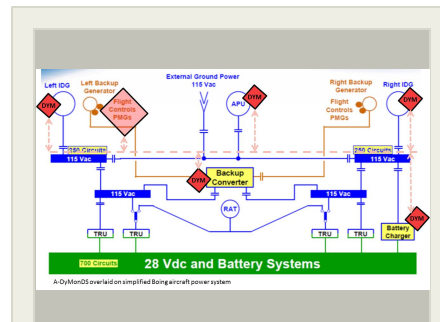 Left IDG
Left Backup
Generator
External Ground Power
115 Vac
Right Backup
Generator
Right IDG
DYM
Flight
Controls
PMGs
APU
DYM
Flight
Controls
PMGs
DYM
250 Circuits
250 Circuits
115 Vac
115 Vac
DYM
Backup
Converter
115 Vac
115 Vac
RAT
DYM
TRU
TRU
TRU
TRU
Battery
Charger
700 Circuits
28 Vdc and Battery Systems
A-DyMonDS overlaid on simplified Boing aircraft power system